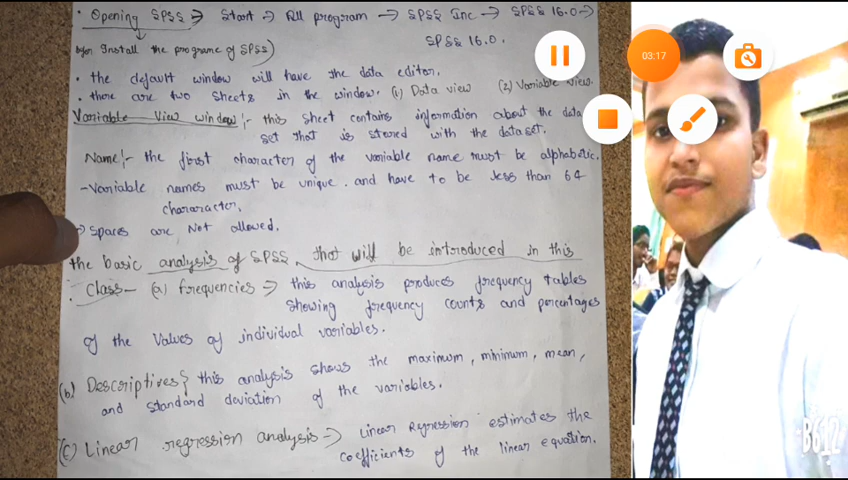 • Opening SPSS → Start → All program → SPSS Inc → SPSS 16.0 →
SPSS 16.0.
Install the programe of SPSS)
03:17
• the default window will have the data editor.
• there are two sheets in the window. (1) Data view (2) Variable view.
Variable View window :- this sheet contains information about the data
set that is stored with the dataset.
Name :- the first character of the variable name must be alphabetic.
- Variable names must be unique. and have to be less than 64
chararacter.
→ Spaces are Not allowed.
the basic analysis of SPSS that will be introduced in this
• Class - (a) frequencies → this analysis produces frequency tables
showing frequency counts and percentages
of the values of individual variables.
(b) Descriptives } this analysis shows the maximum, minimum, mean,
and standard deviation of the variables.
(c) Linear regression analysis → Linear Regression estimates the
coefficients of the linear equation.
B612